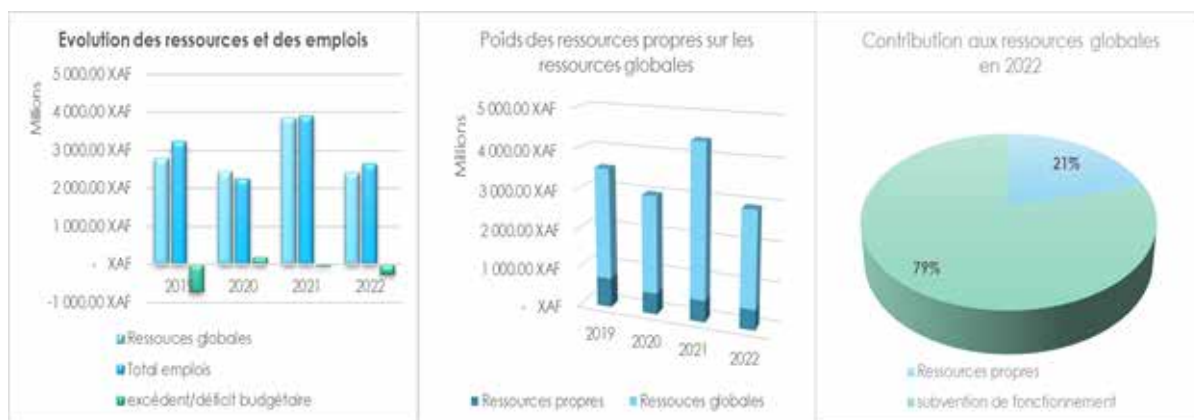 Evolution des ressources et des emplois
Millions
5 000.00 XAF
4 000.00 XAF
3 000.00 XAF
2 000.00 XAF
1 000.00 XAF
- XAF
-1 000.00 XAF
2019
2020
2021
2022
Ressouces globales
Total emplois
excédent/déficit budgétaire
Poids des ressources propres sur les
ressources globales
Millions
5 000.00 XAF
4 000.00 XAF
3 000.00 XAF
2 000.00 XAF
1 000.00 XAF
- XAF
2019
2020
2021
2022
Ressources propres
Ressouces globales
Contribution aux ressources globales
en 2022
21%
79%
Ressources propres
subvention de fonctionnement